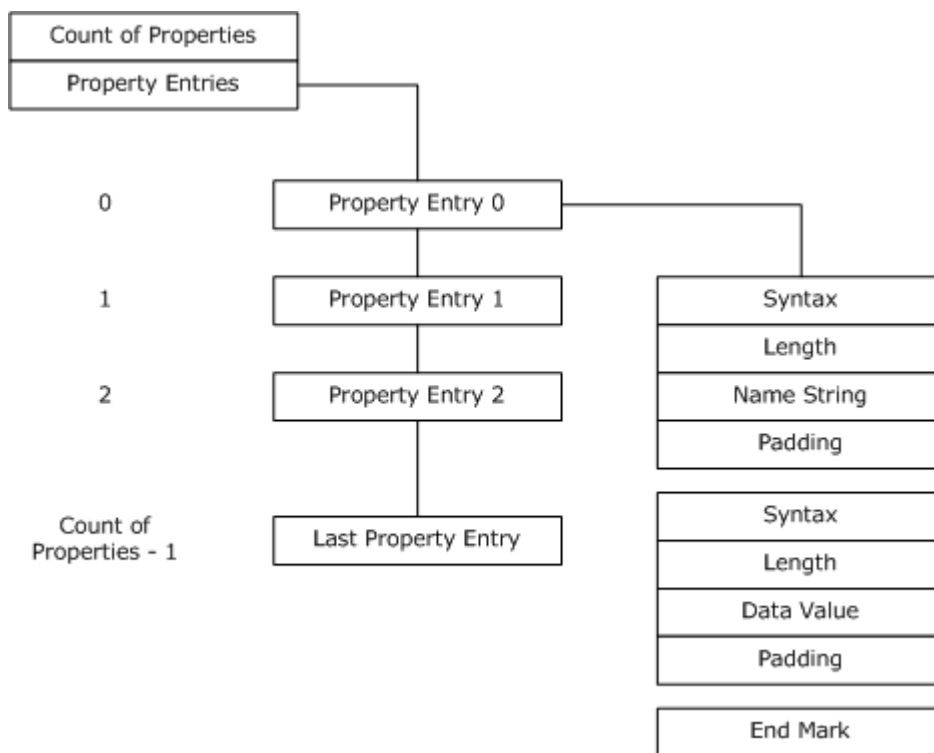 Count of Properties
Property Entries
0
Property Entry 0
1
Property Entry 1
Syntax
Length
2
Property Entry 2
Name String
Padding
Count of
Properties - 1
Last Property Entry
Syntax
Length
Data Value
Padding
End Mark